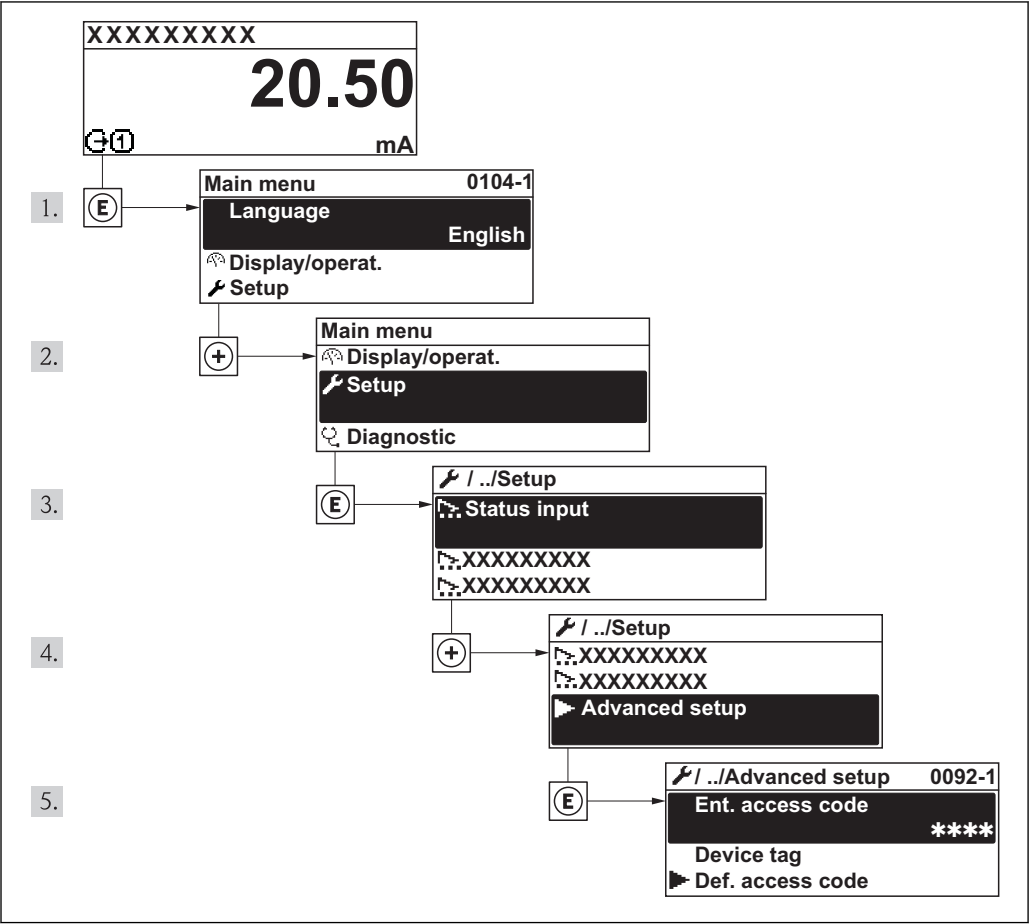 XXXXXXXXX
20.50
1 mA
1. E Main menu 0104-1
Language
English
Display/operat.
Setup
2. + Main menu
Display/operat.
Setup
Diagnostic
3. E / ../Setup
Status input
XXXXXXXXX
XXXXXXXXX
4. + / ../Setup
XXXXXXXXX
XXXXXXXXX
Advanced setup
5. E / ../Advanced setup 0092-1
Ent. access code
****
Device tag
Def. access code